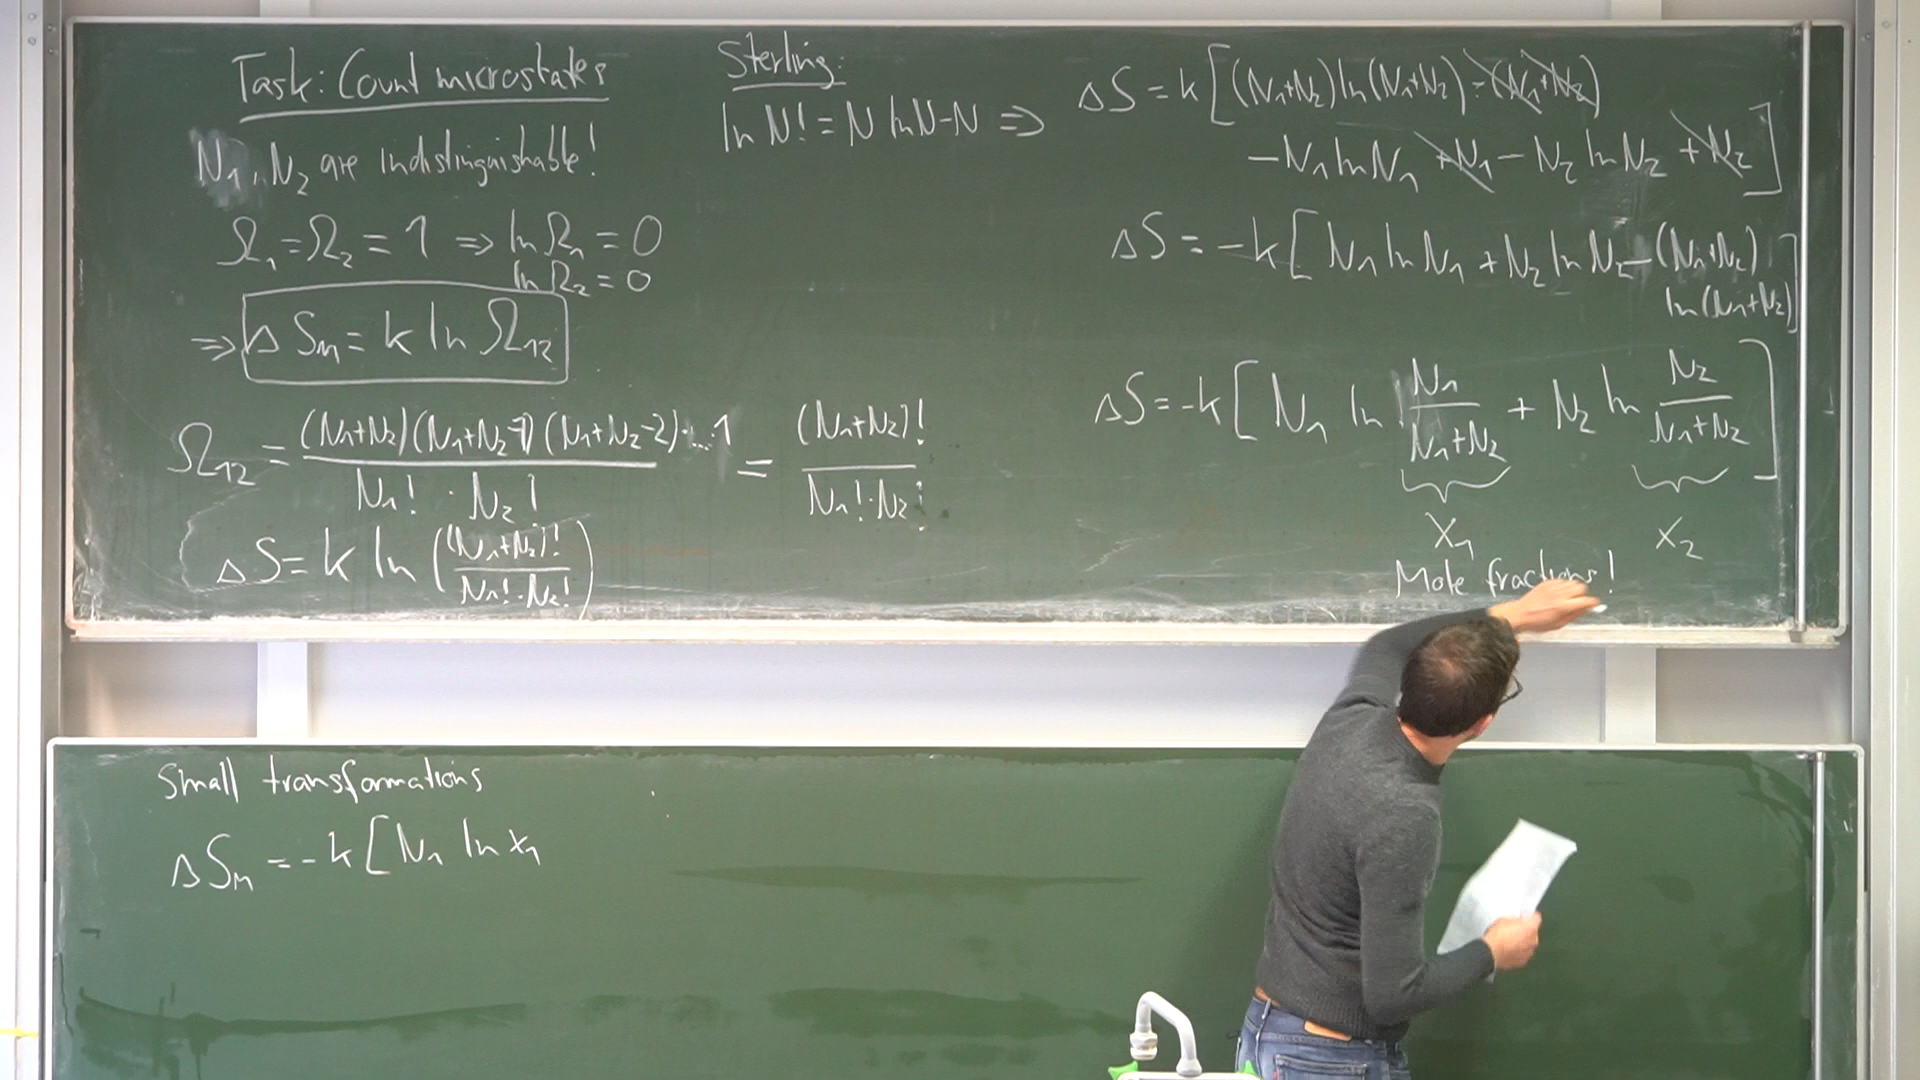 Task: Count microstates
N₁, N₂ are indistinguishable!
Ω₁ = Ω₂ = 1 ⇒ ln Ω₁ = 0
ln Ω₂ = 0
⇒ ΔS_M = k ln Ω₁₂
Ω₁₂ = (N₁+N₂)(N₁+N₂-1)(N₁+N₂-2)·...·1 / N₁! · N₂! = (N₁+N₂)! / N₁!·N₂!
ΔS = k ln ((N₁+N₂)! / N₁!·N₂!)
Sterling:
ln N! = N ln N - N ⇒
ΔS = k [(N₁+N₂) ln (N₁+N₂) - (N₁+N₂)
- N₁ ln N₁ + N₁ - N₂ ln N₂ + N₂]
ΔS = -k [N₁ ln N₁ + N₂ ln N₂ - (N₁+N₂)
ln (N₁+N₂)]
ΔS = -k [N₁ ln N₁ / N₁+N₂ + N₂ ln N₂ / N₁+N₂]
x₁ x₂
Mole fractions!
Small transformations
ΔS_M = -k [N₁ ln x₁